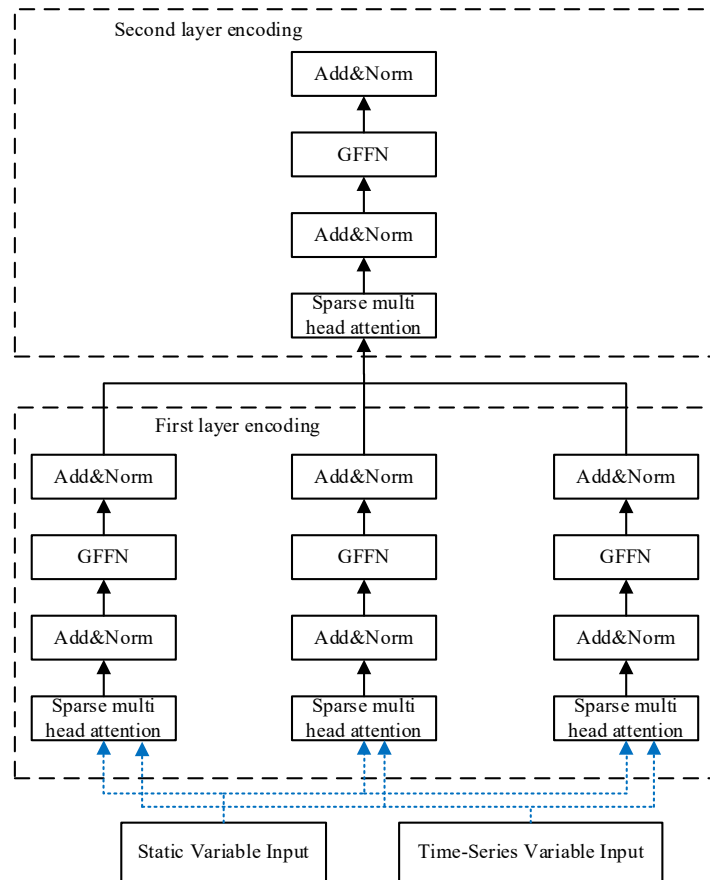 Second layer encoding
Add&Norm
GFFN
Add&Norm
Sparse multi
head attention
First layer encoding
Add&Norm
Add&Norm
Add&Norm
GFFN
GFFN
GFFN
Add&Norm
Add&Norm
Add&Norm
Sparse multi
head attention
Sparse multi
head attention
Sparse multi
head attention
Static Variable Input
Time-Series Variable Input